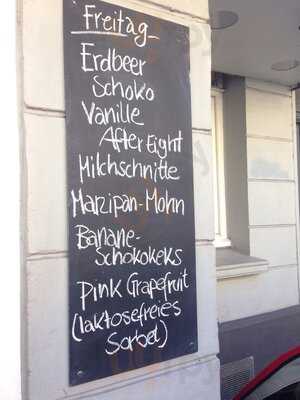 Freitag
Erdbeer
Schoko
Vanille
After Eight
Milchschnitte
Marzipan-Mohn
Banane-
Schokokeks
Pink Grapefruit
(laktosefreies
Sorbet)